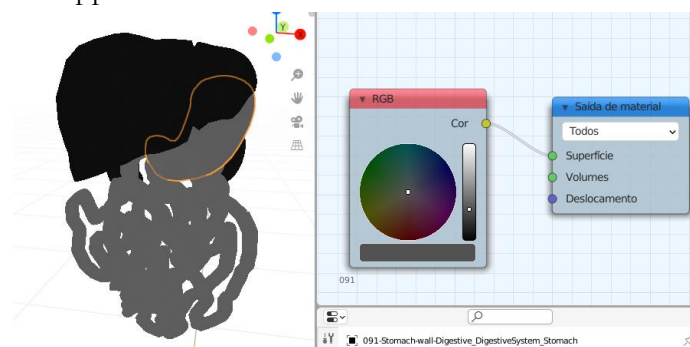 Y
X
RGB
Cor
091
Saída de material
Todos
Superfície
Volumes
Deslocamento
091-Stomach-wall-Digestive_DigestiveSystem_Stomach